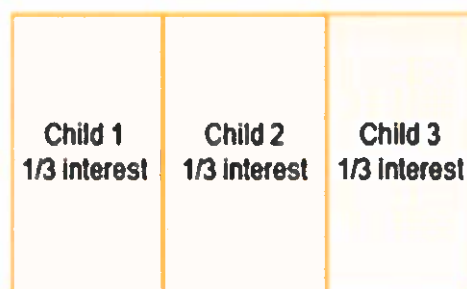 Child 1
1/3 interest
Child 2
1/3 interest
Child 3
1/3 interest